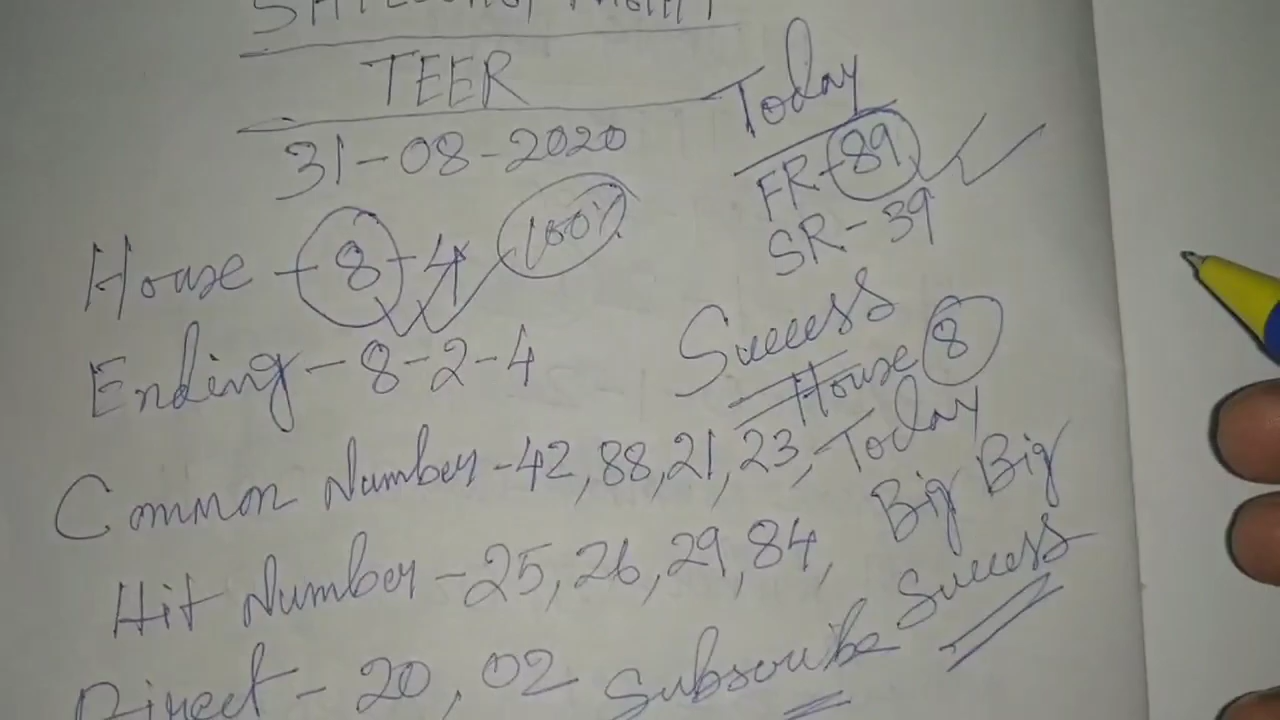 SHILLONG NIGHT
TEER
31-08-2020
House - 8 - 4 100%
Ending - 8 - 2 - 4
Common Number - 42, 88, 21, 23,
Hit Number - 25, 26, 29, 84,
Direct - 20, 02
Today
FR - 89
SR - 39
Success
House 8
Today
Big Big
Success
Subscribe